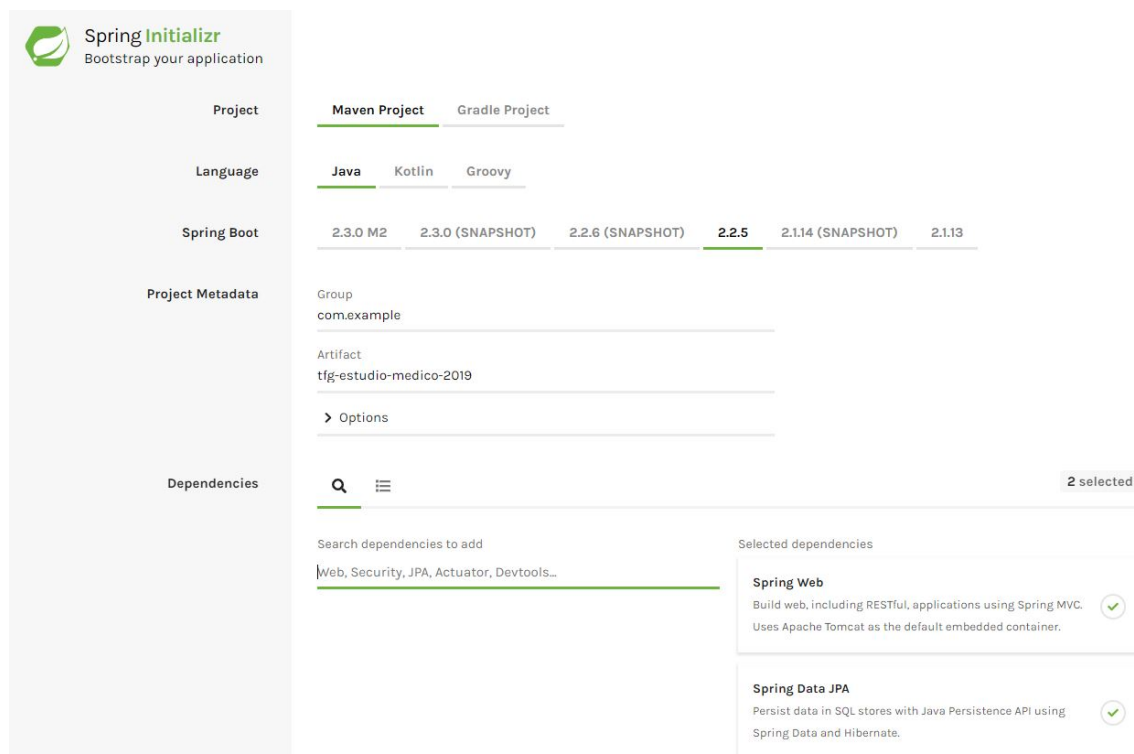 Spring Initializr
Bootstrap your application
Project
Maven Project Gradle Project
Language
Java Kotlin Groovy
Spring Boot
2.3.0 M2 2.3.0 (SNAPSHOT) 2.2.6 (SNAPSHOT) 2.2.5 2.1.14 (SNAPSHOT) 2.1.13
Project Metadata
Group
com.example
Artifact
tfg-estudio-medico-2019
Options
Dependencies
2 selected
Search dependencies to add
Web, Security, JPA, Actuator, Devtools...
Selected dependencies
Spring Web
Build web, including RESTful, applications using Spring MVC.
Uses Apache Tomcat as the default embedded container.
Spring Data JPA
Persist data in SQL stores with Java Persistence API using
Spring Data and Hibernate.